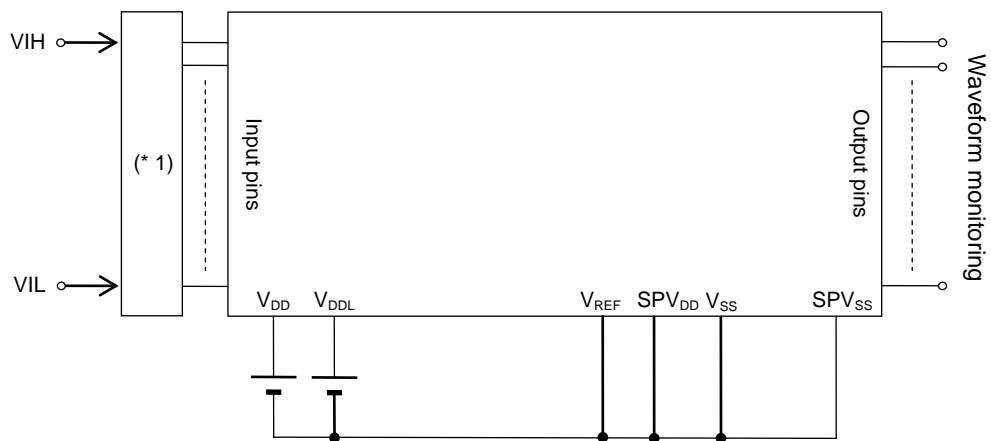 VIH
(* 1)
VIL
Input pins
Output pins
Waveform monitoring
VDD
VDDL
VREF
SPVDD
VSS
SPVSS